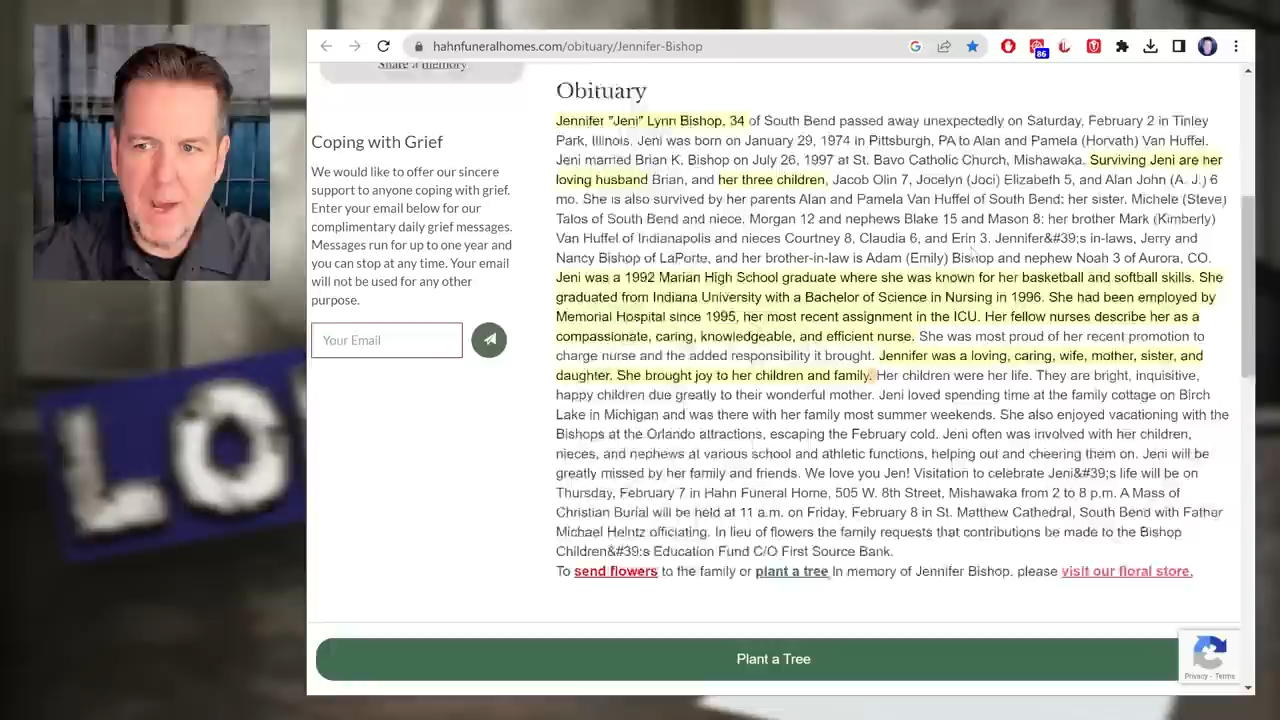 hahnfuneralhomes.com/obituary/Jennifer-Bishop
86
Share a memory
Coping with Grief
We would like to offer our sincere
support to anyone coping with grief.
Enter your email below for our
complimentary daily grief messages.
Messages run for up to one year and
you can stop at any time. Your email
will not be used for any other
purpose.
Your Email
Obituary
Jennifer "Jeni" Lynn Bishop, 34 of South Bend passed away unexpectedly on Saturday, February 2 in Tinley
Park, Illinois. Jeni was born on January 29, 1974 in Pittsburgh, PA to Alan and Pamela (Horvath) Van Huffel.
Jeni married Brian K. Bishop on July 26, 1997 at St. Bavo Catholic Church, Mishawaka. Surviving Jeni are her
loving husband Brian, and her three children, Jacob Olin 7, Jocelyn (Joci) Elizabeth 5, and Alan John (A. J.) 6
mo. She is also survived by her parents Alan and Pamela Van Huffel of South Bend; her sister. Michele (Steve)
Talos of South Bend and niece. Morgan 12 and nephews Blake 15 and Mason 8; her brother Mark (Kimberly)
Van Huffel of Indianapolis and nieces Courtney 8, Claudia 6, and Erin 3. Jennifer&#39;s in-laws, Jerry and
Nancy Bishop of LaPorte, and her brother-in-law is Adam (Emily) Bishop and nephew Noah 3 of Aurora, CO.
Jeni was a 1992 Marian High School graduate where she was known for her basketball and softball skills. She
graduated from Indiana University with a Bachelor of Science in Nursing in 1996. She had been employed by
Memorial Hospital since 1995, her most recent assignment in the ICU. Her fellow nurses describe her as a
compassionate, caring, knowledgeable, and efficient nurse. She was most proud of her recent promotion to
charge nurse and the added responsibility it brought. Jennifer was a loving, caring, wife, mother, sister, and
daughter. She brought joy to her children and family. Her children were her life. They are bright, inquisitive,
happy children due greatly to their wonderful mother. Jeni loved spending time at the family cottage on Birch
Lake in Michigan and was there with her family most summer weekends. She also enjoyed vacationing with the
Bishops at the Orlando attractions, escaping the February cold. Jeni often was involved with her children,
nieces, and nephews at various school and athletic functions, helping out and cheering them on. Jeni will be
greatly missed by her family and friends. We love you Jen! Visitation to celebrate Jeni&#39;s life will be on
Thursday, February 7 in Hahn Funeral Home, 505 W. 8th Street, Mishawaka from 2 to 8 p.m. A Mass of
Christian Burial will be held at 11 a.m. on Friday, February 8 in St. Matthew Cathedral, South Bend with Father
Michael Heintz officiating. In lieu of flowers the family requests that contributions be made to the Bishop
Children&#39;s Education Fund C/O First Source Bank.
To send flowers to the family or plant a tree in memory of Jennifer Bishop, please visit our floral store.
Plant a Tree
Privacy - Terms
LO